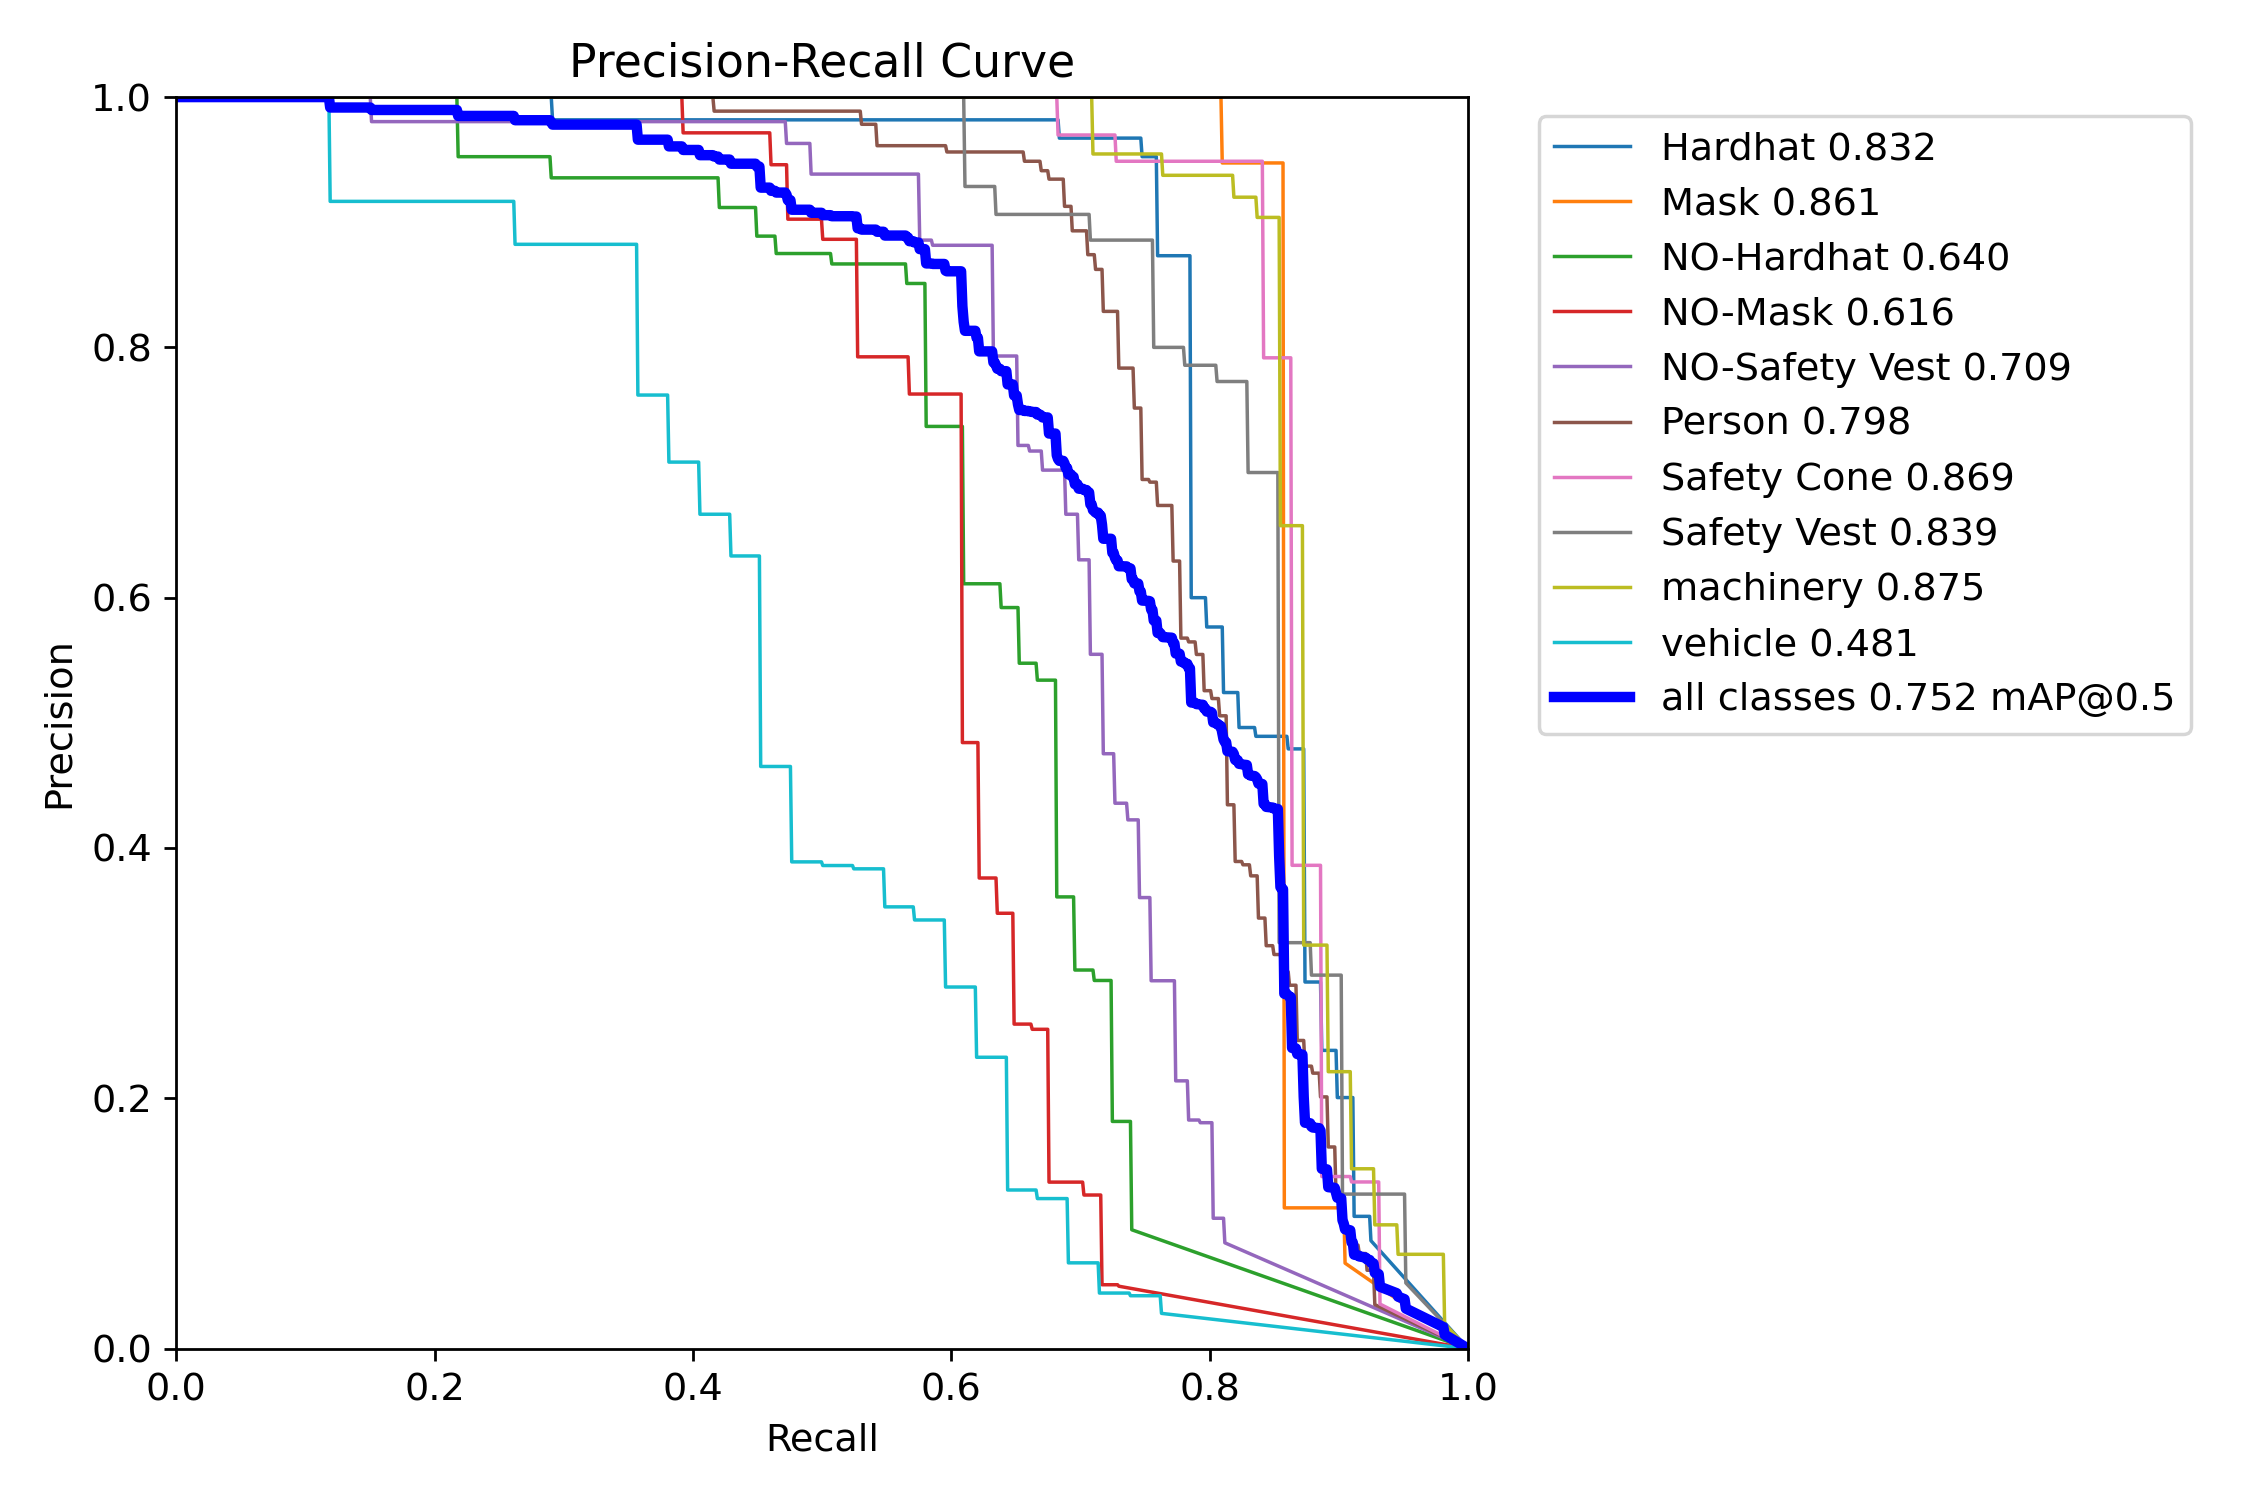 Precision-Recall Curve
1.0
0.8
0.6
0.4
0.2
0.0
Precision
0.0 0.2 0.4 0.6 0.8 1.0
Recall
Hardhat 0.832
Mask 0.861
NO-Hardhat 0.640
NO-Mask 0.616
NO-Safety Vest 0.709
Person 0.798
Safety Cone 0.869
Safety Vest 0.839
machinery 0.875
vehicle 0.481
all classes 0.752 mAP@0.5